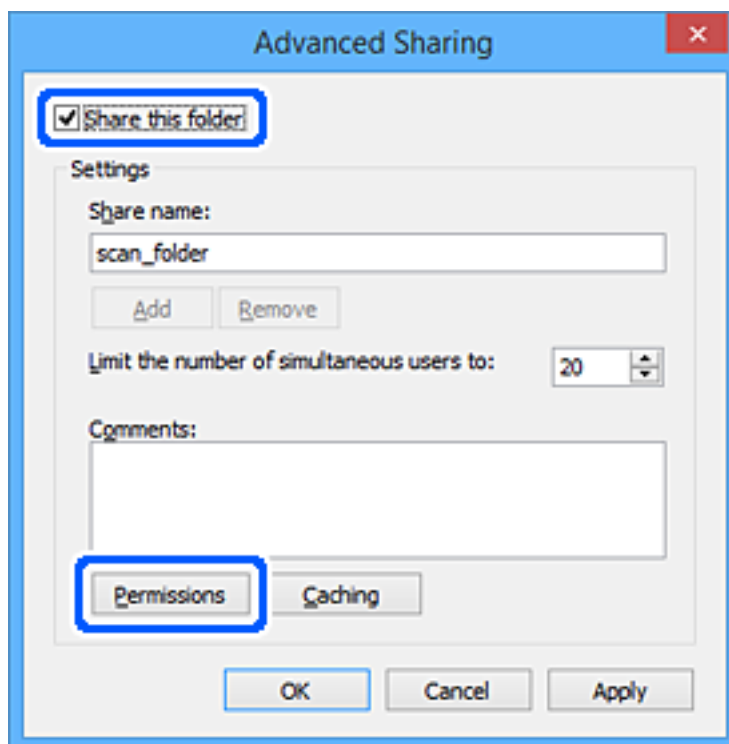 Advanced Sharing
Share this folder
Settings
Share name:
scan_folder
Add Remove
Limit the number of simultaneous users to: 20
Comments:
Permissions Caching
OK Cancel Apply